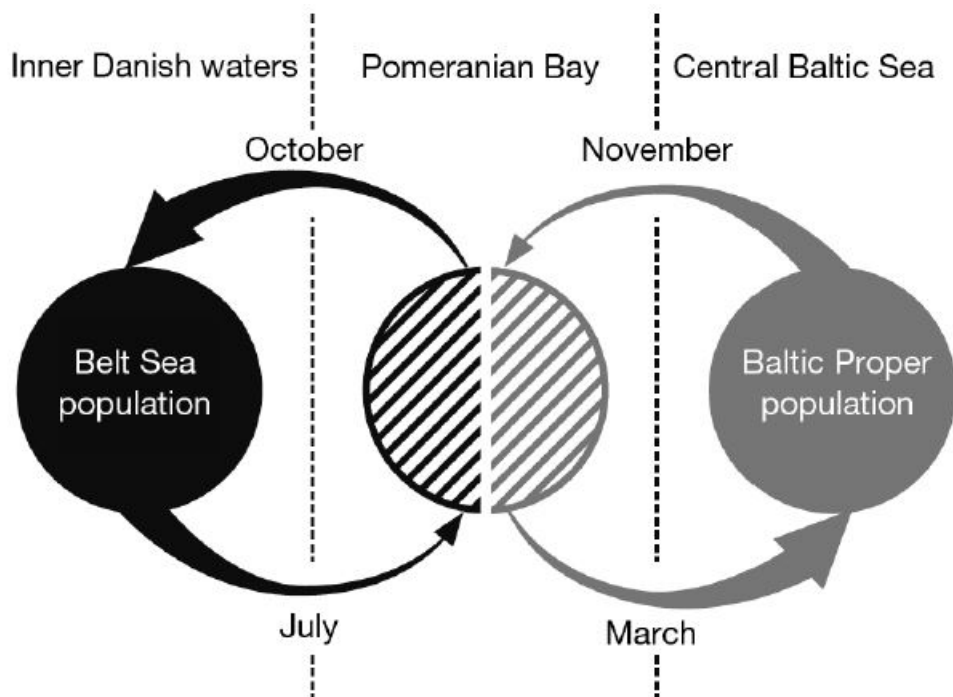 Inner Danish waters
Pomeranian Bay
Central Baltic Sea
October
November
Belt Sea
population
Baltic Proper
population
July
March